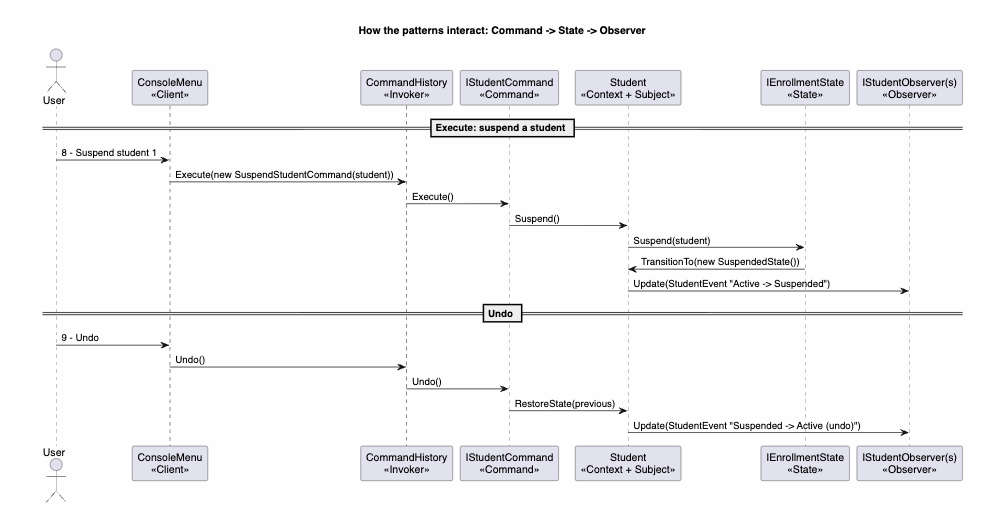 How the patterns interact: Command -> State -> Observer
User
ConsoleMenu
«Client»
CommandHistory
«Invoker»
IStudentCommand
«Command»
Student
«Context + Subject»
IEnrollmentState
«State»
IStudentObserver(s)
«Observer»
Execute: suspend a student
8 - Suspend student 1
Execute(new SuspendStudentCommand(student))
Execute()
Suspend()
Suspend(student)
TransitionTo(new SuspendedState())
Update(StudentEvent "Active -> Suspended")
Undo
9 - Undo
Undo()
Undo()
RestoreState(previous)
Update(StudentEvent "Suspended -> Active (undo)")
User
ConsoleMenu
«Client»
CommandHistory
«Invoker»
IStudentCommand
«Command»
Student
«Context + Subject»
IEnrollmentState
«State»
IStudentObserver(s)
«Observer»